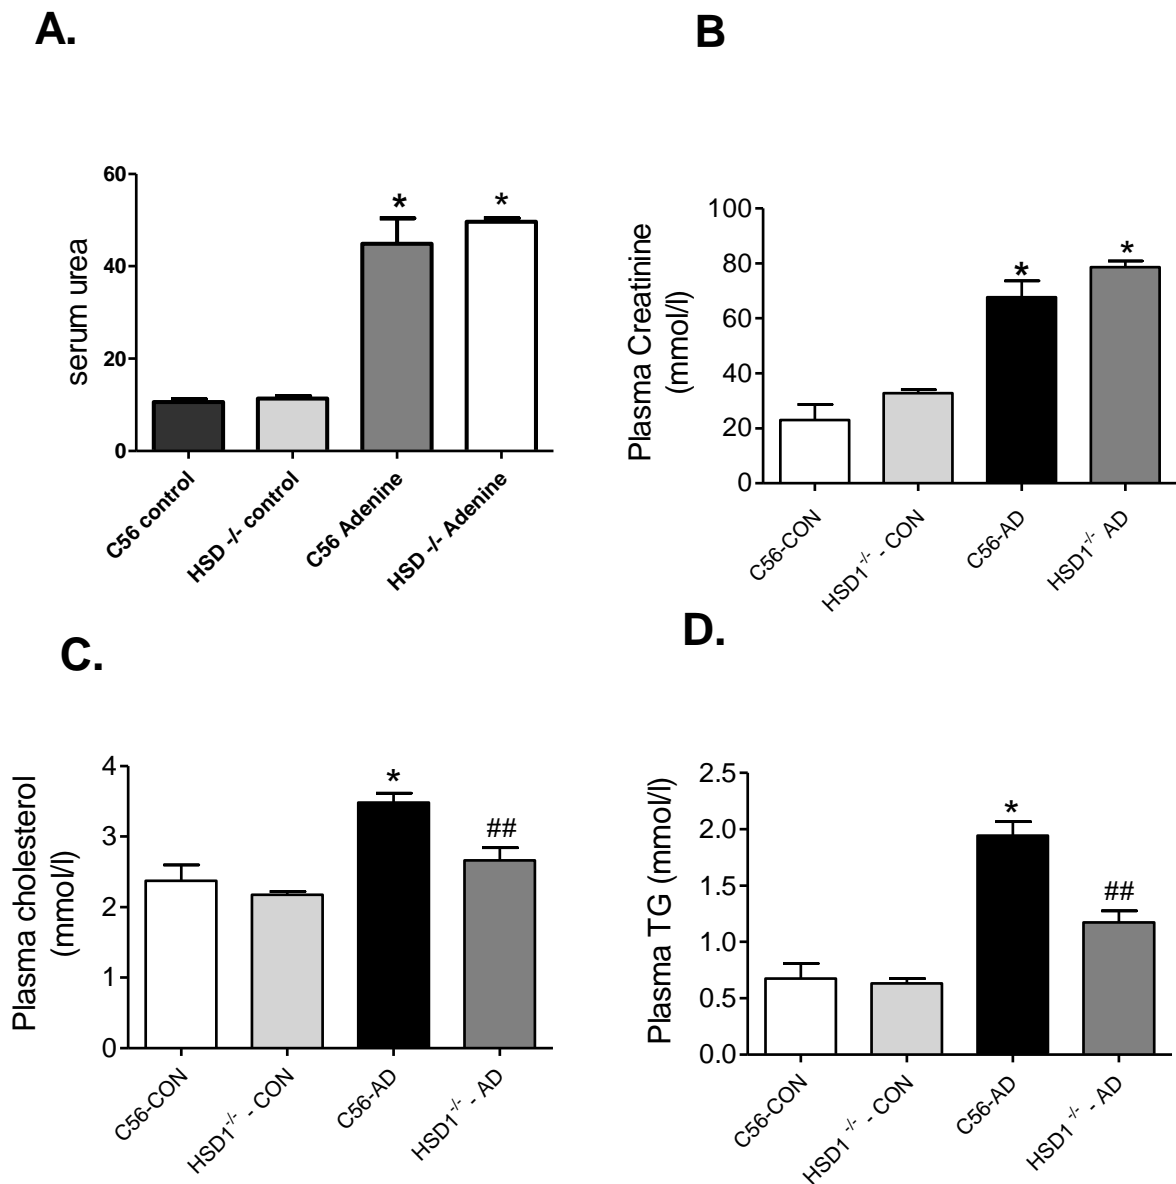 A.
B
60
40
20
0
serum urea
*
*
C56 control
HSD -/- control
C56 Adenine
HSD -/- Adenine
100
80
60
40
20
0
Plasma Creatinine
(mmol/l)
*
*
C56-CON
HSD1-/- - CON
C56-AD
HSD1-/- AD
C.
D.
4
3
2
1
0
Plasma cholesterol
(mmol/l)
*
##
C56-CON
HSD1-/- - CON
C56-AD
HSD1-/- - AD
2.5
2.0
1.5
1.0
0.5
0.0
Plasma TG (mmol/l)
*
##
C56-CON
HSD1-/- - CON
C56-AD
HSD1-/- - AD